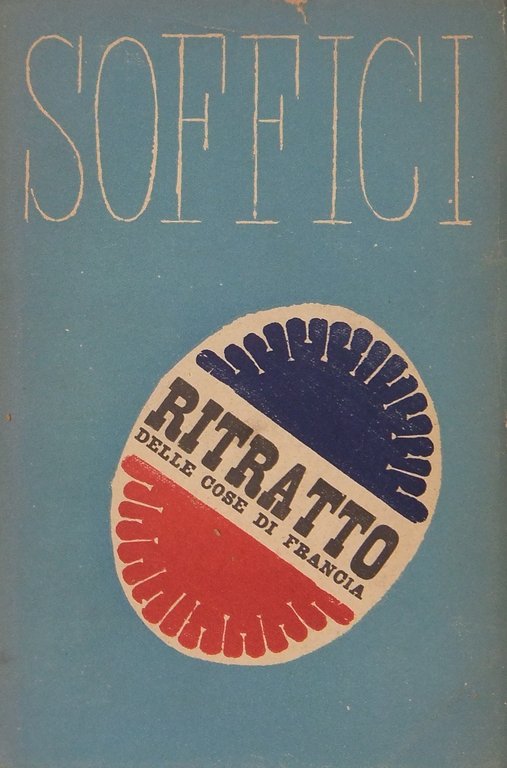 SOFFICI
RITRATTO
DELLE COSE DI FRANCIA